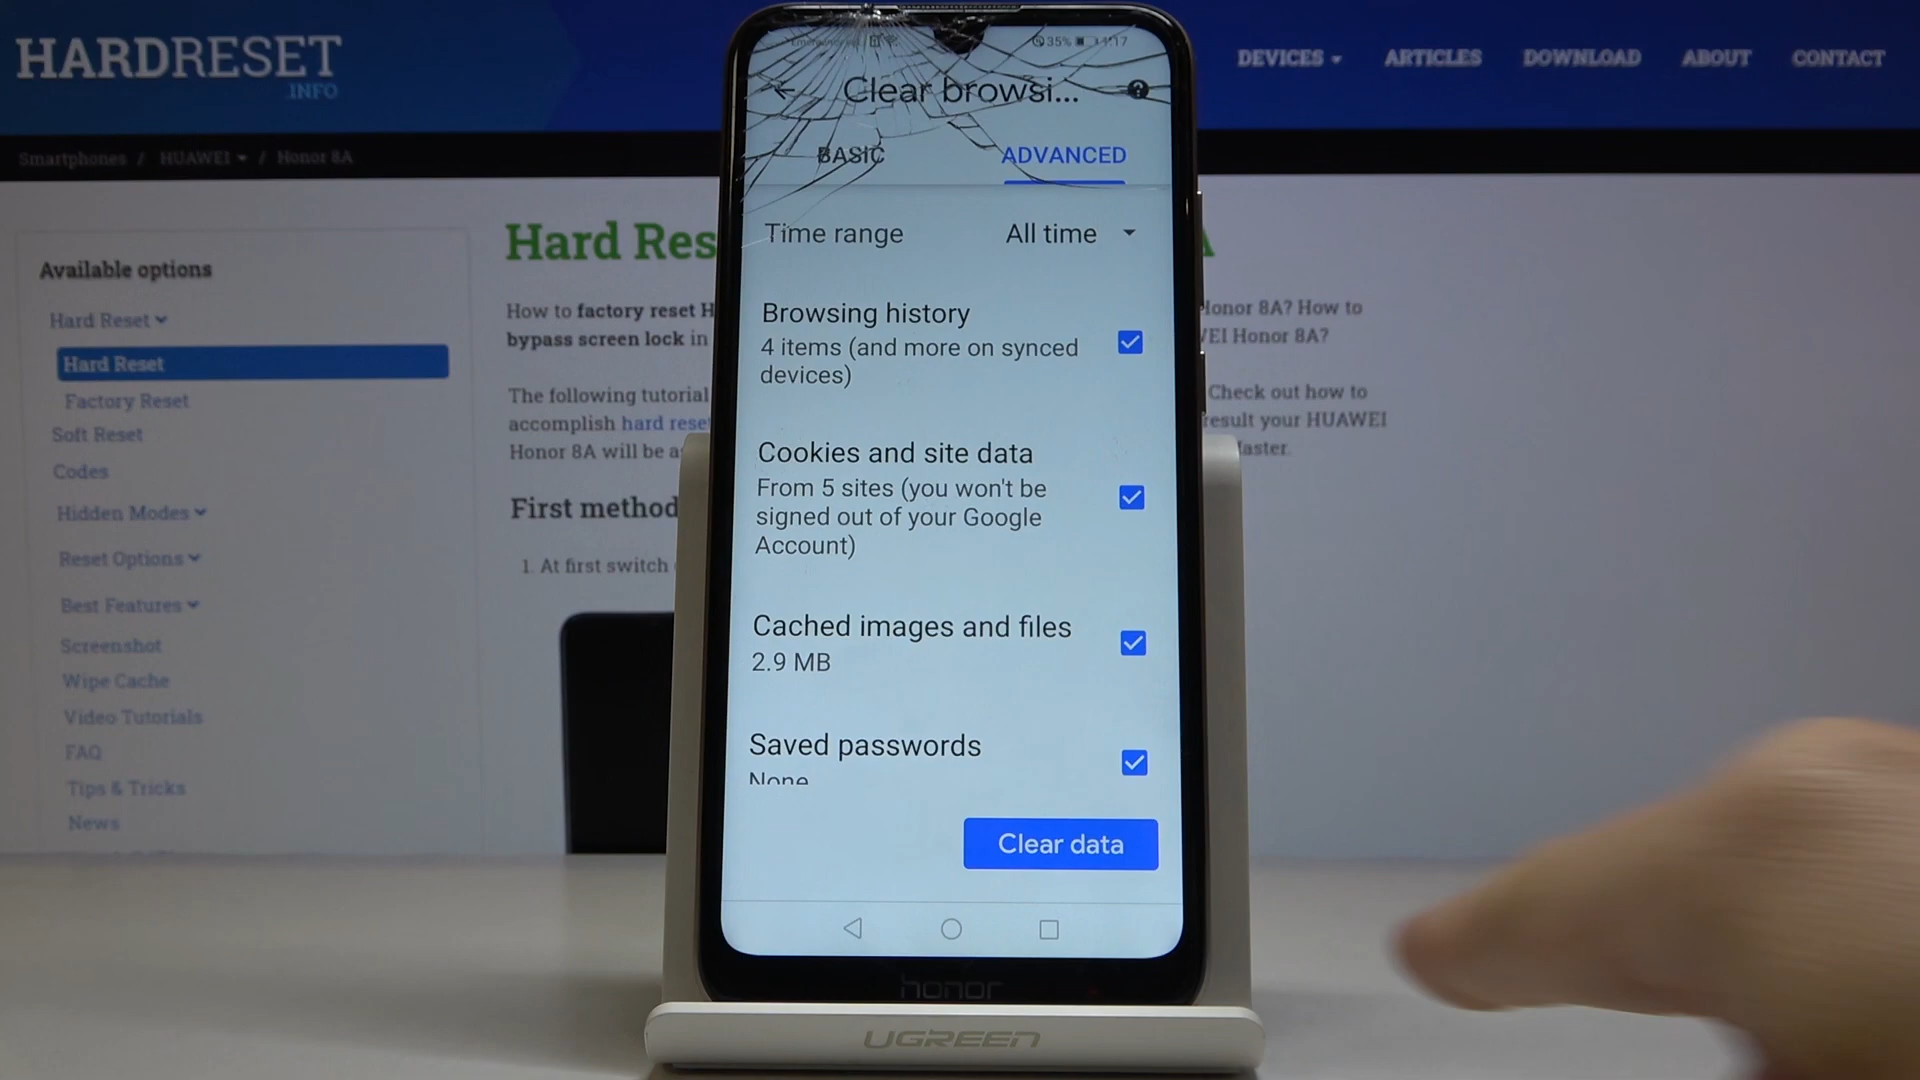 HARDRESET
.INFO
DEVICES
ARTICLES
DOWNLOAD
ABOUT
CONTACT
Smartphones / HUAWEI / Honor 8A
Available options
Hard Reset
Hard Reset
Factory Reset
Soft Reset
Codes
Hidden Modes
Reset Options
Best Features
Screenshot
Wipe Cache
Video Tutorials
FAQ
Tips & Tricks
News
Hard Res
A
How to factory reset H
bypass screen lock in
The following tutorial
accomplish hard rese
Honor 8A will be a
Honor 8A? How to
EI Honor 8A?
Check out how to
result your HUAWEI
First method
1. At first switch
35%
4:17
Clear browsi...
BASIC
ADVANCED
Time range
All time
Browsing history
4 items (and more on synced
devices)
Cookies and site data
From 5 sites (you won't be
signed out of your Google
Account)
Cached images and files
2.9 MB
Saved passwords
None
Clear data
honor
UGREEN